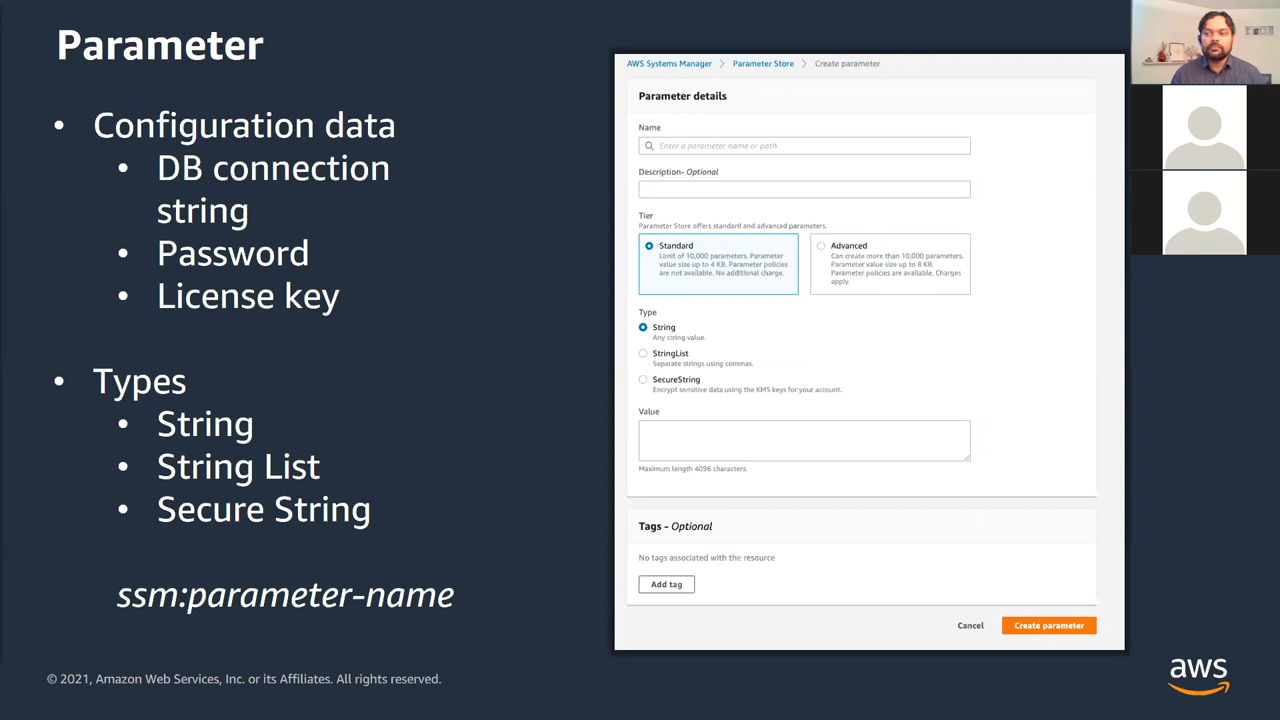 Parameter
• Configuration data
• DB connection
string
• Password
• License key
• Types
• String
• String List
• Secure String
ssm:parameter-name
© 2021, Amazon Web Services, Inc. or its Affiliates. All rights reserved.
AWS Systems Manager > Parameter Store > Create parameter
Parameter details
Name
Enter a parameter name or path
Description- Optional
Tier
Parameter Store offers standard and advanced parameters.
Standard
Limit of 10,000 parameters. Parameter
value size up to 4 KB. Parameter policies
are not available. No additional charge.
Advanced
Can create more than 10,000 parameters.
Parameter value size up to 8 KB.
Parameter policies are available. Charges
apply.
Type
String
Any string value.
StringList
Separate strings using commas.
SecureString
Encrypt sensitive data using the KMS keys for your account.
Value
Maximum length 4096 characters.
Tags - Optional
No tags associated with the resource
Add tag
Cancel
Create parameter
aws